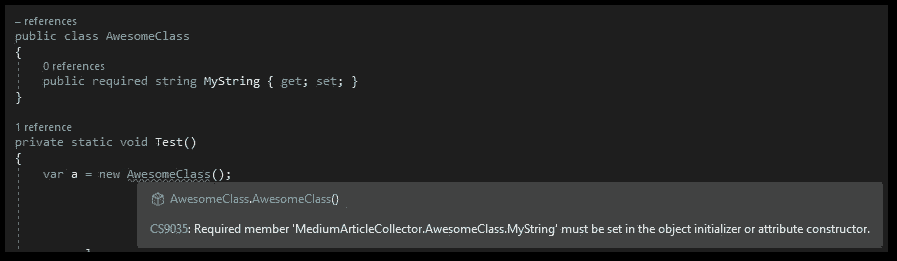 – references
public class AwesomeClass
{
0 references
public required string MyString { get; set; }
}
1 reference
private static void Test()
{
var a = new AwesomeClass();
AwesomeClass.AwesomeClass()
CS9035: Required member 'MediumArticleCollector.AwesomeClass.MyString' must be set in the object initializer or attribute constructor.